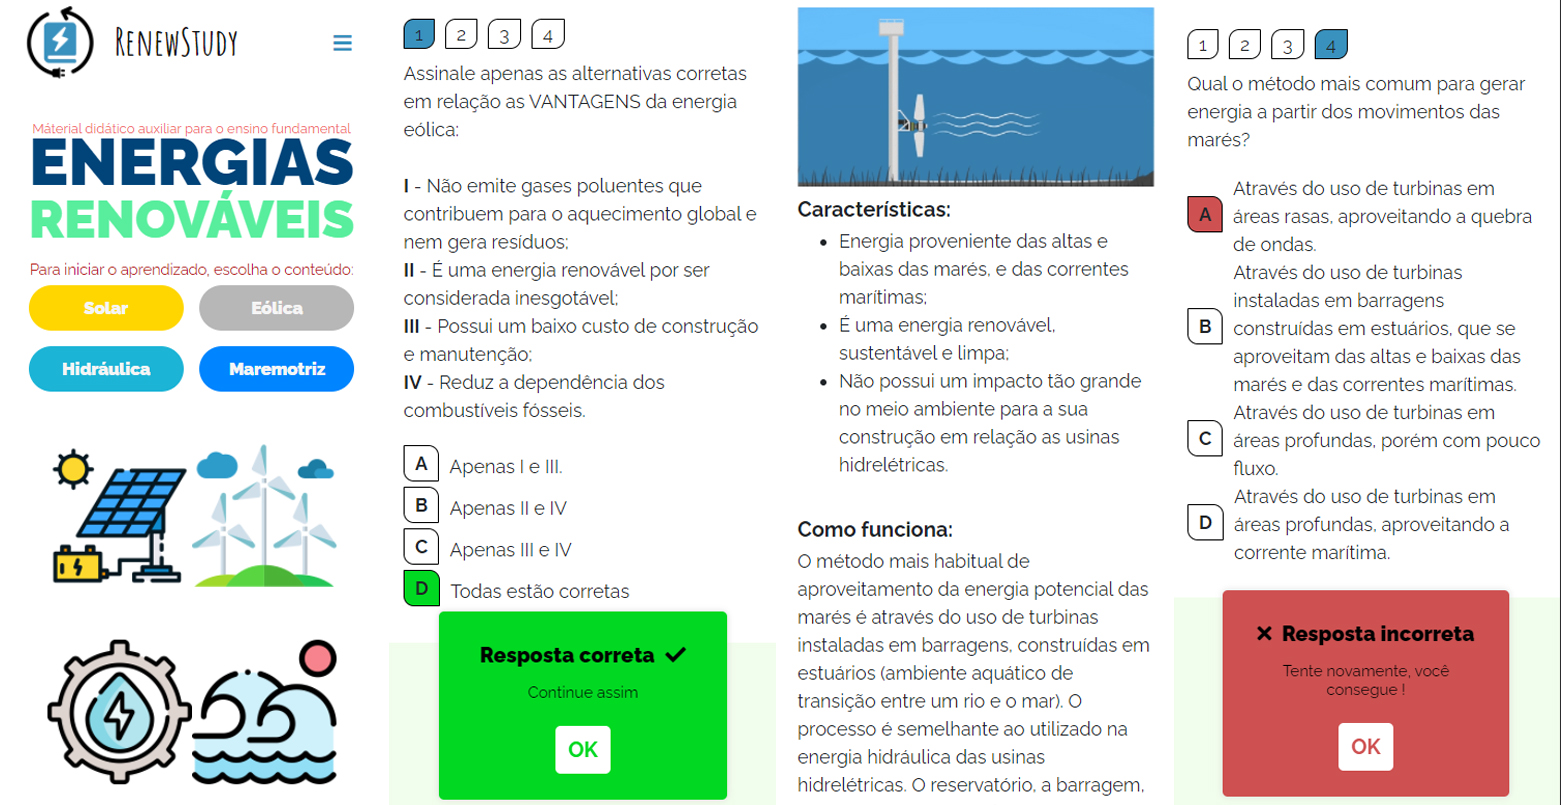 RenewStudy
Máterial didático auxiliar para o ensino fundamental
ENERGIAS
RENOVÁVEIS
Para iniciar o aprendizado, escolha o conteúdo:
Solar
Eólica
Hidráulica
Maremotriz
1 2 3 4
Assinale apenas as alternativas corretas
em relação as VANTAGENS da energia
eólica:
I - Não emite gases poluentes que
contribuem para o aquecimento global e
nem gera resíduos;
II - É uma energia renovável por ser
considerada inesgotável;
III - Possui um baixo custo de construção
e manutenção;
IV - Reduz a dependência dos
combustíveis fósseis.
A Apenas I e III.
B Apenas II e IV
C Apenas III e IV
D Todas estão corretas
Resposta correta
Continue assim
OK
Características:
Energia proveniente das altas e
baixas das marés, e das correntes
marítimas;
É uma energia renovável,
sustentável e limpa;
Não possui um impacto tão grande
no meio ambiente para a sua
construção em relação as usinas
hidrelétricas.
Como funciona:
O método mais habitual de
aproveitamento da energia potencial das
marés é através do uso de turbinas
instaladas em barragens, construídas em
estuários (ambiente aquático de
transição entre um rio e o mar). O
processo é semelhante ao utilizado na
energia hidráulica das usinas
hidrelétricas. O reservatório, a barragem,
1 2 3 4
Qual o método mais comum para gerar
energia a partir dos movimentos das
marés?
A Através do uso de turbinas em
áreas rasas, aproveitando a quebra
de ondas.
B Através do uso de turbinas
instaladas em barragens
construídas em estuários, que se
aproveitam das altas e baixas das
marés e das correntes marítimas.
C Através do uso de turbinas em
áreas profundas, porém com pouco
fluxo.
D Através do uso de turbinas em
áreas profundas, aproveitando a
corrente marítima.
Resposta incorreta
Tente novamente, você
consegue !
OK